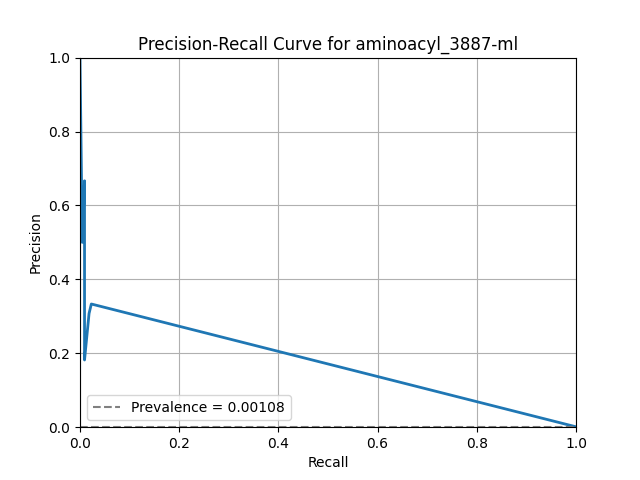 Precision-Recall Curve for aminoacyl_3887-ml
1.0
0.8
0.6
0.4
0.2
0.0
Precision
Prevalence = 0.00108
0.0 0.2 0.4 0.6 0.8 1.0
Recall